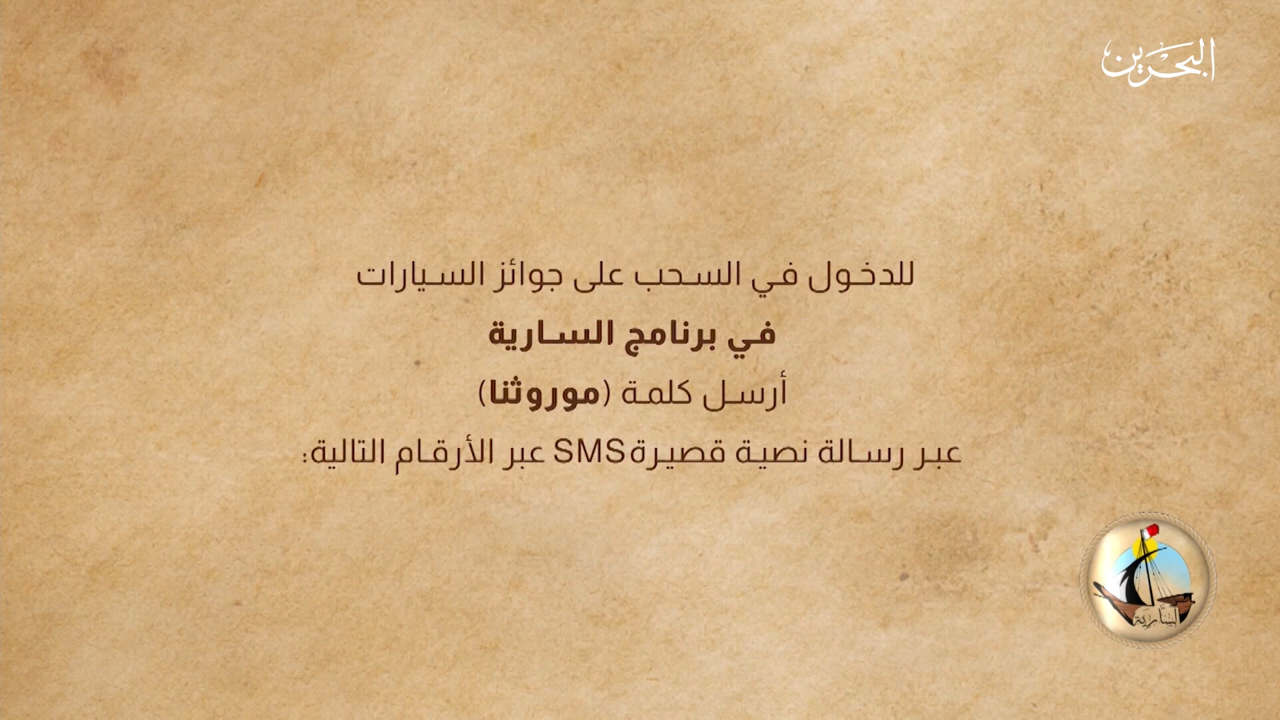 البحرين
للدخول في السحب على جوائز السيارات
في برنامج السارية
أرسل كلمة (موروثنا)
عبر رسالة نصية قصيرة SMS عبر الأرقام التالية:
السارية